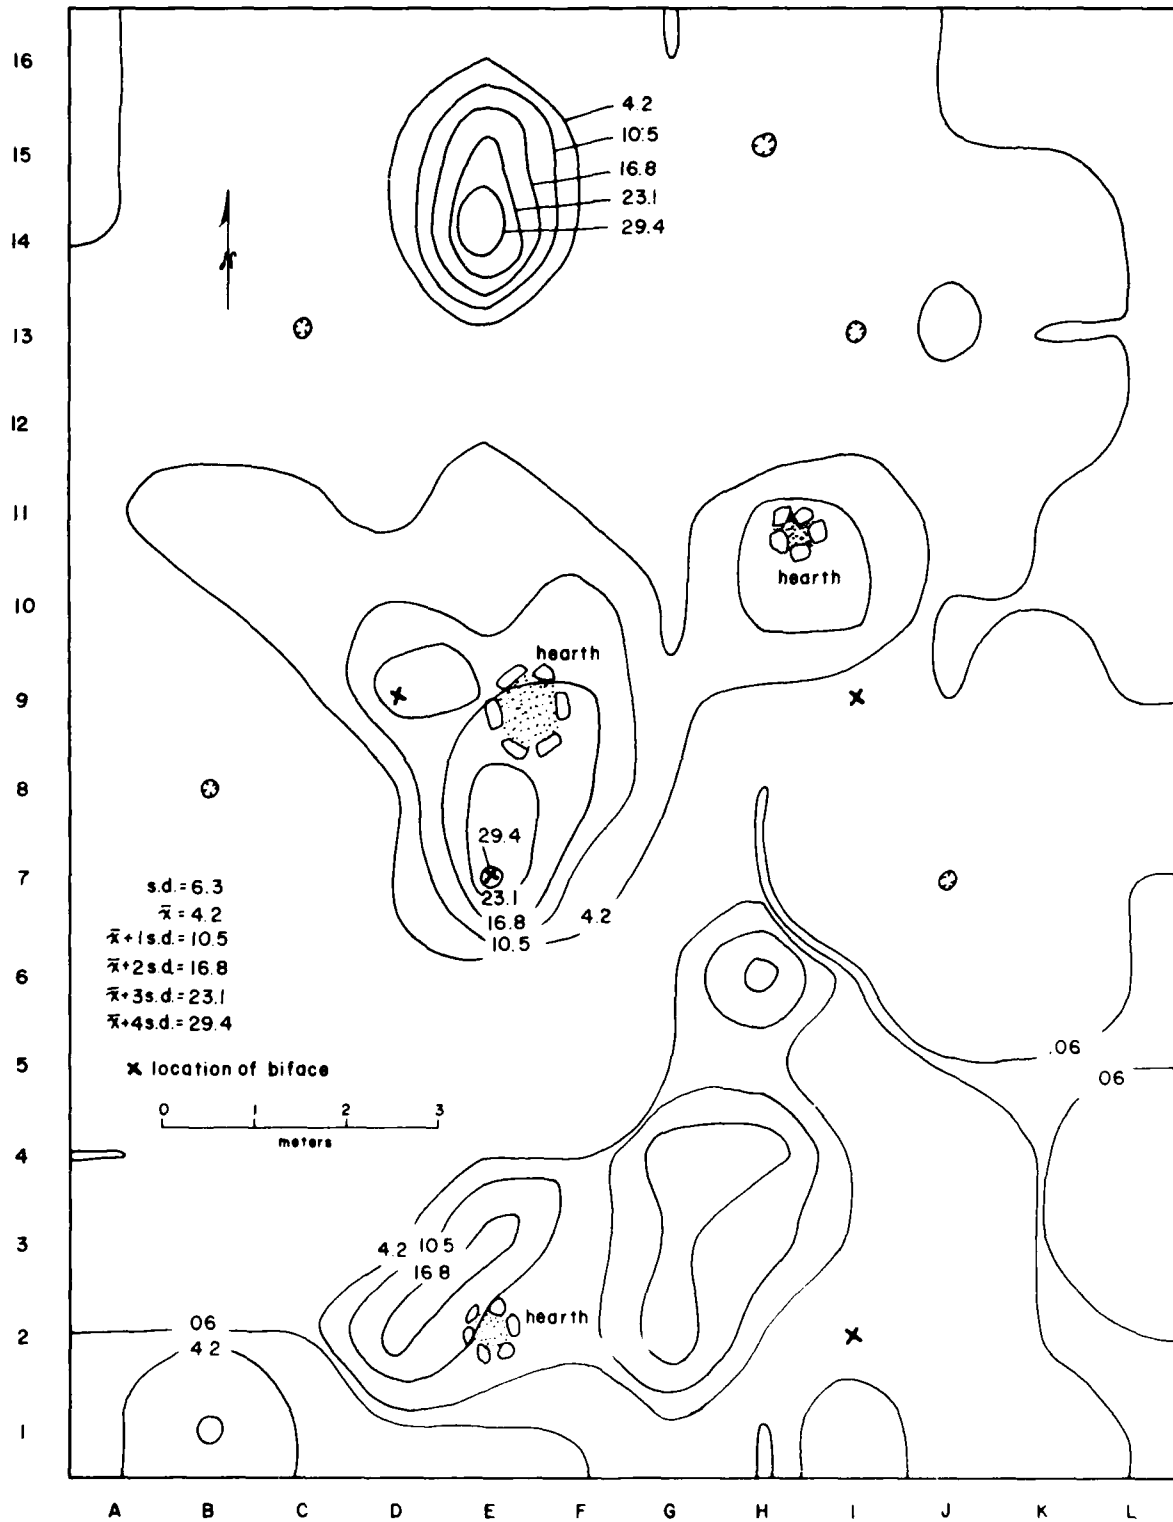 16
15
14
13
12
11
10
9
8
7
6
5
4
3
2
1
4.2
10.5
16.8
23.1
29.4
N
hearth
hearth
29.4
23.1
16.8
10.5
4.2
s.d.=6.3
x̄=4.2
x̄+1s.d.=10.5
x̄+2s.d.=16.8
x̄+3s.d.=23.1
x̄+4s.d.=29.4
x location of biface
0 1 2 3
meters
.06
06
4.2 10.5
16.8
hearth
06
4.2
A B C D E F G H I J K L